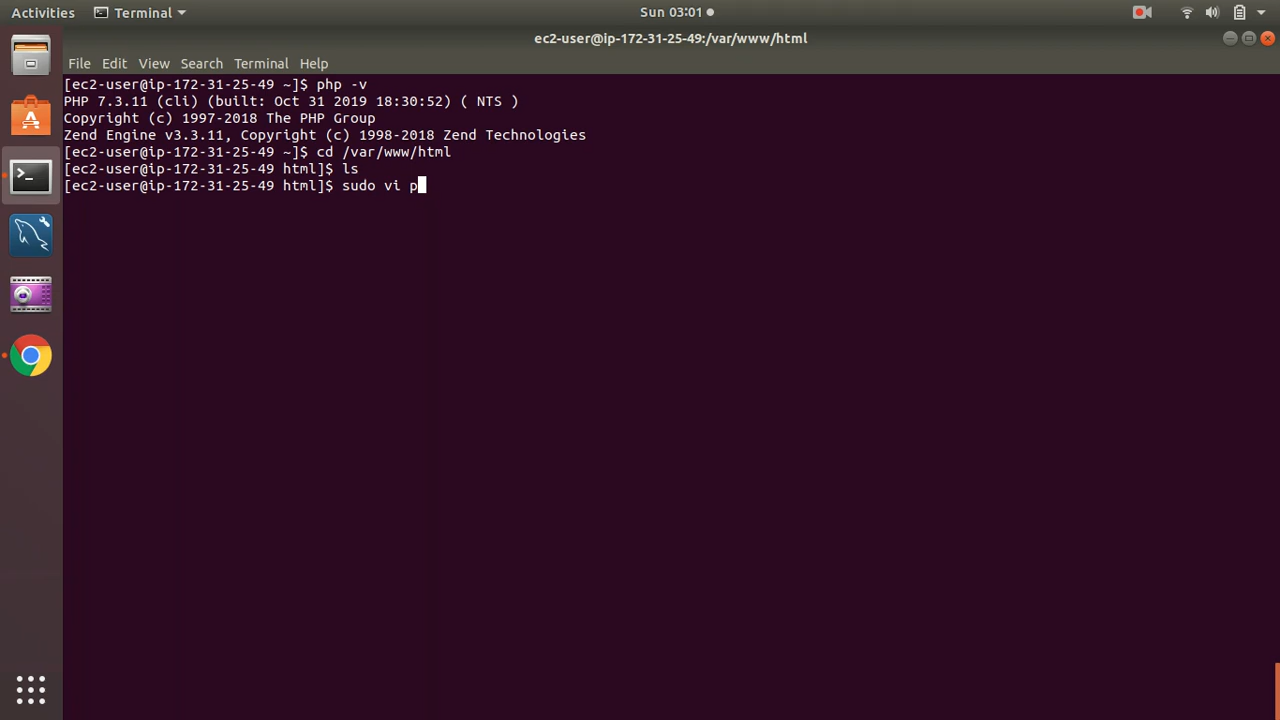 Activities Terminal Sun 03:01
ec2-user@ip-172-31-25-49:/var/www/html
File Edit View Search Terminal Help
[ec2-user@ip-172-31-25-49 ~]$ php -v
PHP 7.3.11 (cli) (built: Oct 31 2019 18:30:52) ( NTS )
Copyright (c) 1997-2018 The PHP Group
Zend Engine v3.3.11, Copyright (c) 1998-2018 Zend Technologies
[ec2-user@ip-172-31-25-49 ~]$ cd /var/www/html
[ec2-user@ip-172-31-25-49 html]$ ls
[ec2-user@ip-172-31-25-49 html]$ sudo vi p